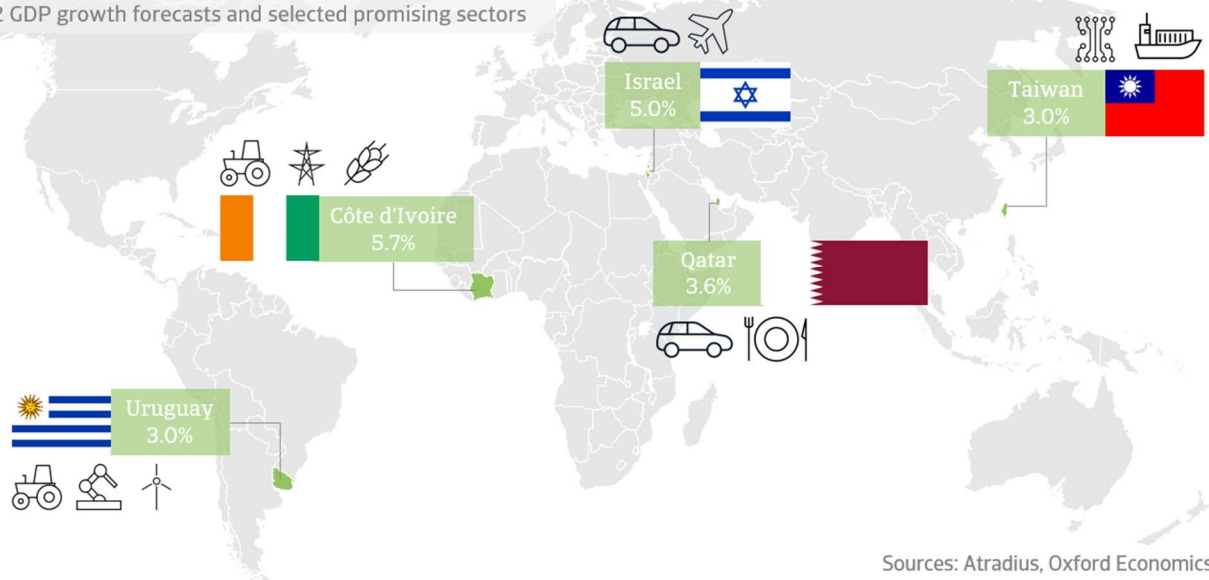 2 GDP growth forecasts and selected promising sectors
Israel
5.0%
Taiwan
3.0%
Côte d'Ivoire
5.7%
Qatar
3.6%
Uruguay
3.0%
Sources: Atradius, Oxford Economics